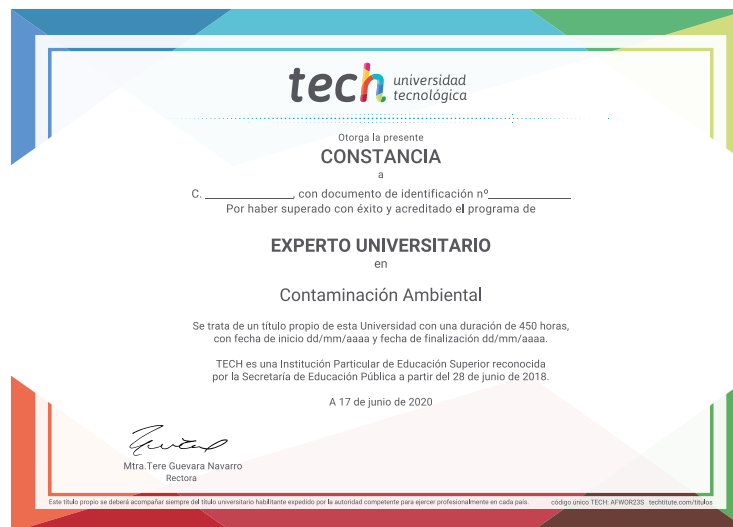 tech universidad
tecnológica
Otorga la presente
CONSTANCIA
a
C. ______________, con documento de identificación nº______________
Por haber superado con éxito y acreditado el programa de
EXPERTO UNIVERSITARIO
en
Contaminación Ambiental
Se trata de un título propio de esta Universidad con una duración de 450 horas,
con fecha de inicio dd/mm/aaaa y fecha de finalización dd/mm/aaaa.
TECH es una Institución Particular de Educación Superior reconocida
por la Secretaría de Educación Pública a partir del 28 de junio de 2018.
A 17 de junio de 2020
Mtra.Tere Guevara Navarro
Rectora
Este título propio se deberá acompañar siempre del título universitario habilitante expedido por la autoridad competente para ejercer profesionalmente en cada país. código único TECH: AFWOR23S techtitute.com/titulos